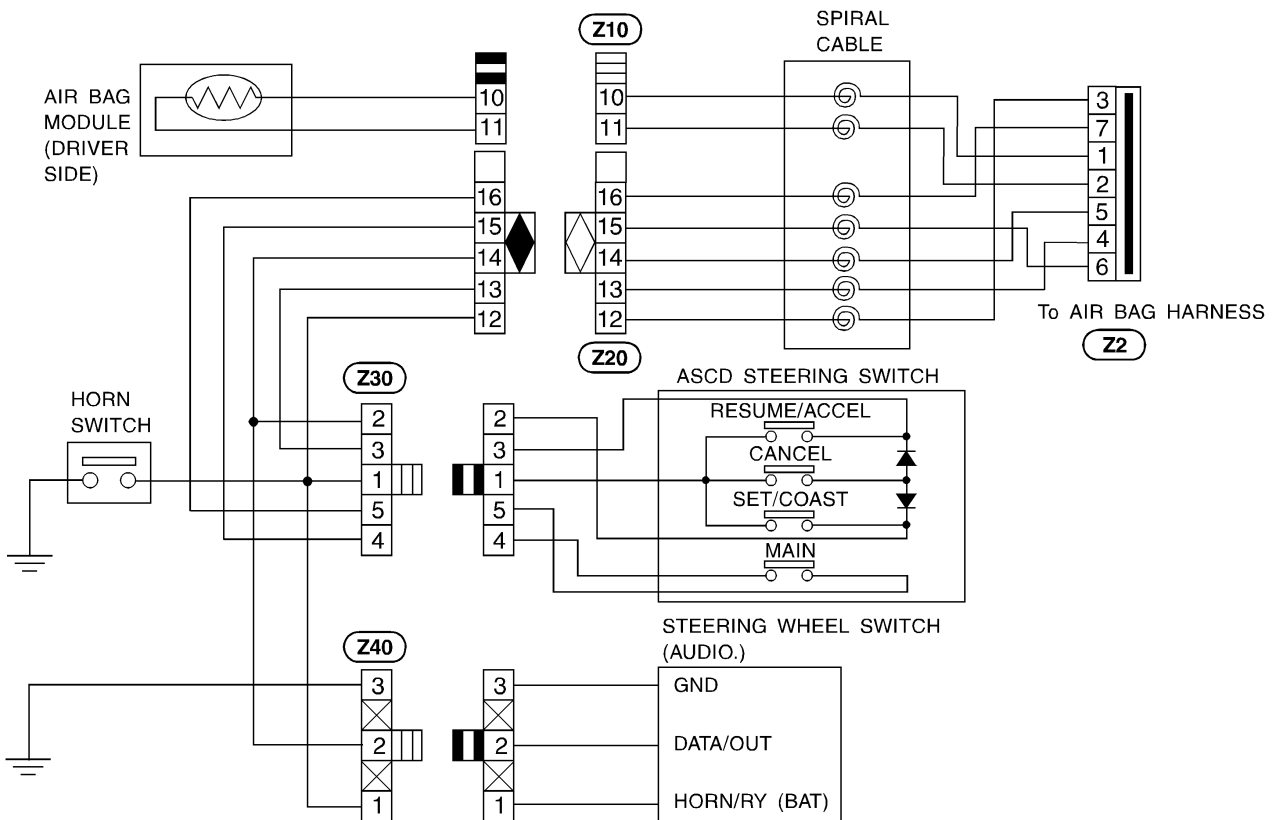 Z10
SPIRAL
CABLE
AIR BAG
MODULE
(DRIVER
SIDE)
10
11
10
11
16
15
14
13
12
16
15
14
13
12
3
7
1
2
5
4
6
To AIR BAG HARNESS
Z2
Z20
Z30
ASCD STEERING SWITCH
HORN
SWITCH
2
3
1
5
4
2
3
1
5
4
RESUME/ACCEL
CANCEL
SET/COAST
MAIN
Z40
STEERING WHEEL SWITCH
(AUDIO.)
3
2
1
3
2
1
GND
DATA/OUT
HORN/RY (BAT)